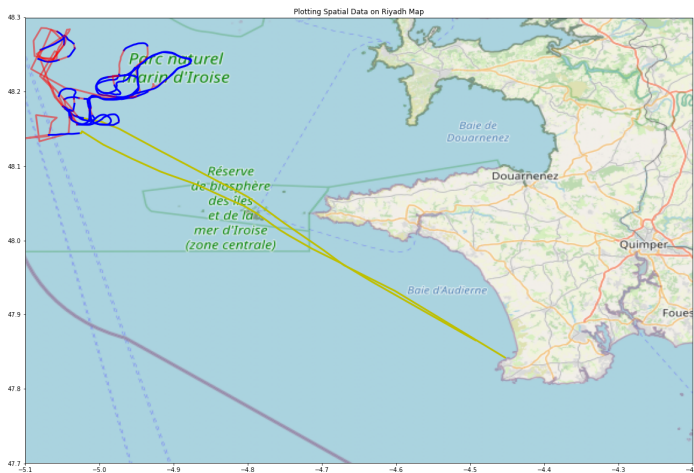 Plotting Spatial Data on Riyadh Map
48.3
48.2
48.1
48.0
47.9
47.8
47.7
−5.1
−5.0
−4.9
−4.8
−4.7
−4.6
−4.5
−4.4
−4.3
Parc naturel
marin d'Iroise
Réserve
de biosphère
des îles
et de la
mer d'Iroise
(zone centrale)
Baie de
Douarnenez
Douarnenez
Quimper
Baie d'Audierne
Foues